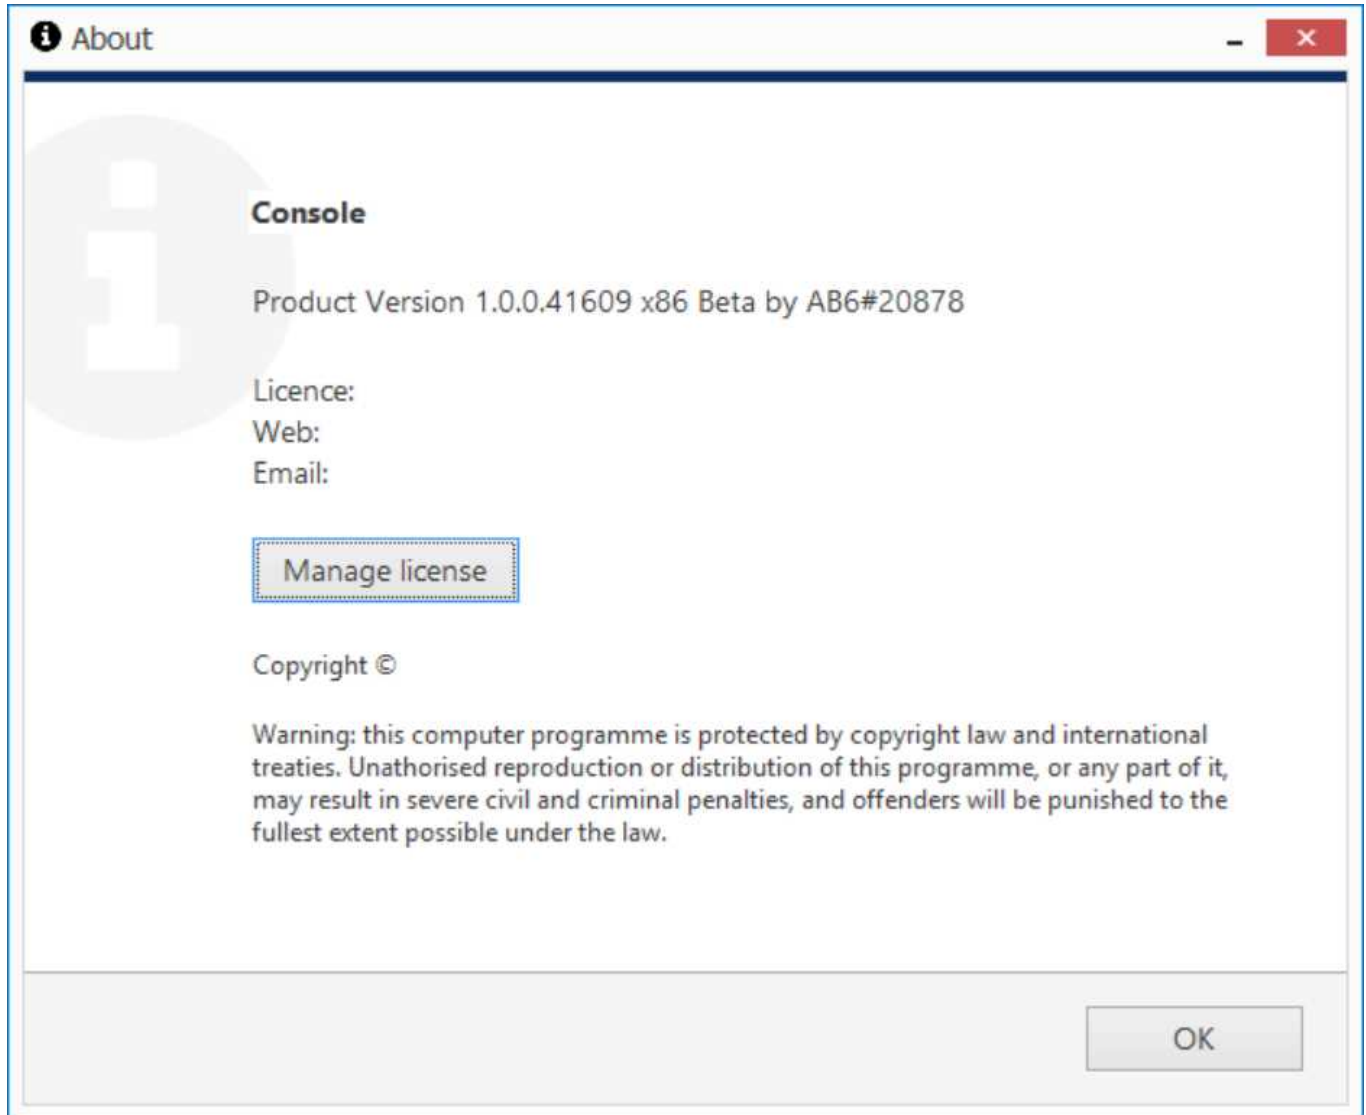 About
Console
Product Version 1.0.0.41609 x86 Beta by AB6#20878
Licence:
Web:
Email:
Manage license
Copyright ©
Warning: this computer programme is protected by copyright law and international
treaties. Unathorised reproduction or distribution of this programme, or any part of it,
may result in severe civil and criminal penalties, and offenders will be punished to the
fullest extent possible under the law.
OK